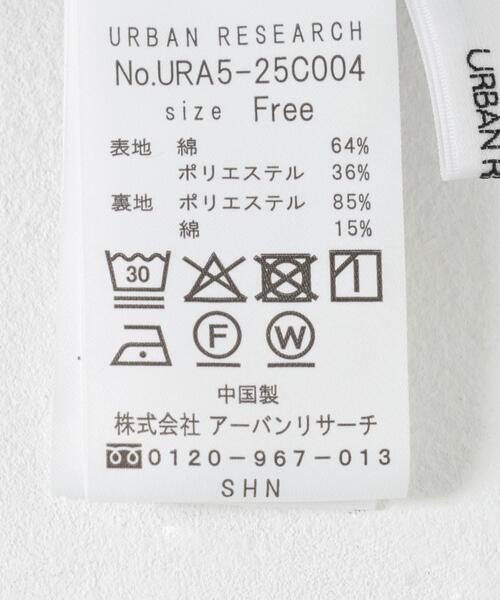 URBAN RESEARCH
No.URA5-25C004
size Free
表地 綿 64%
ポリエステル 36%
裏地 ポリエステル 85%
綿 15%
30
F W
中国製
株式会社 アーバンリサーチ
0120-967-013
SHN
URBAN R